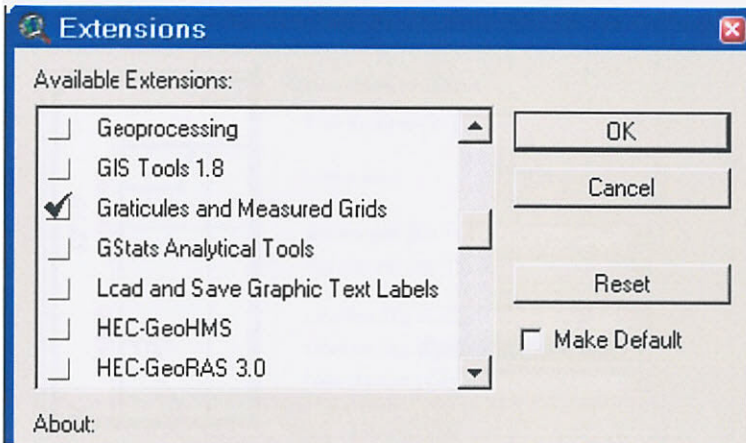 Extensions
Available Extensions:
Geoprocessing
GIS Tools 1.8
Graticules and Measured Grids
GStats Analytical Tools
Lcad and Save Graphic Text Labels
HEC-GeoHMS
HEC-GeoRAS 3.0
OK
Cancel
Reset
Make Default
About: